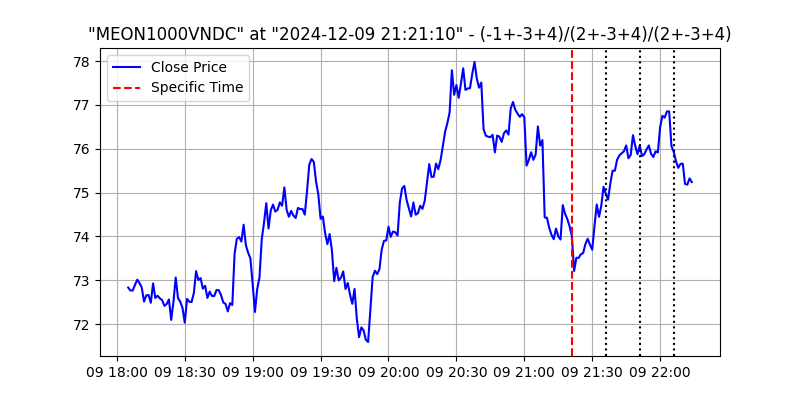 "MEON1000VNDC" at "2024-12-09 21:21:10" - (-1+-3+4)/(2+-3+4)/(2+-3+4)
Close Price
Specific Time
78
77
76
75
74
73
72
09 18:00 09 18:30 09 19:00 09 19:30 09 20:00 09 20:30 09 21:00 09 21:30 09 22:00